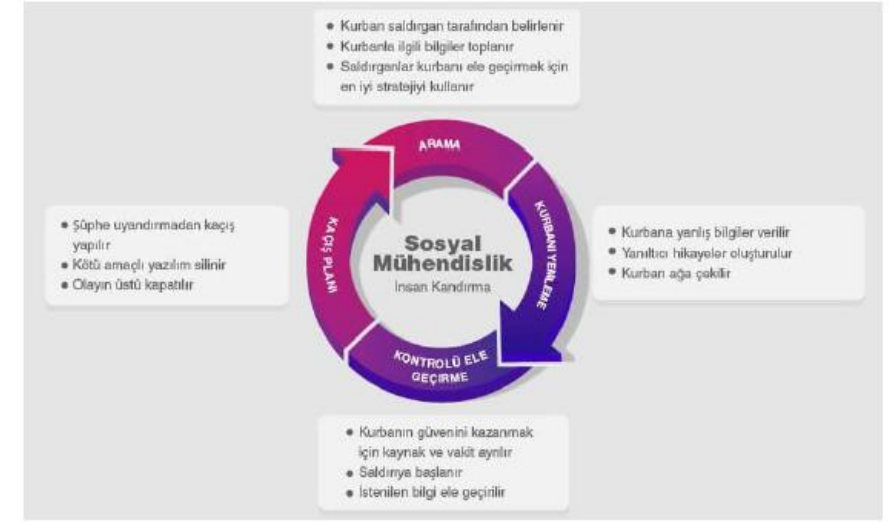 • Kurban saldırgan tarafından belirlenir
• Kurbanla ilgili bilgiler toplanır
• Saldırganlar kurbanı ele geçirmek için
en iyi stratejiyi kullanır
ARAMA
KURBANI YENİLEME
• Kurbana yanlış bilgiler verilir
• Yanıltıcı hikayeler oluşturulur
• Kurban ağa çekilir
• Şüphe uyandırmadan kaçış
yapılır
• Kötü amaçlı yazılım silinir
• Olayın üstü kapatılır
KAÇIŞ PLANI
Sosyal
Mühendislik
İnsan Kandırma
KONTROLÜ ELE
GEÇİRME
• Kurbanın güvenini kazanmak
için kaynak ve vakit ayrılır
• Saldırıya başlanır
• İstenilen bilgi ele geçirilir